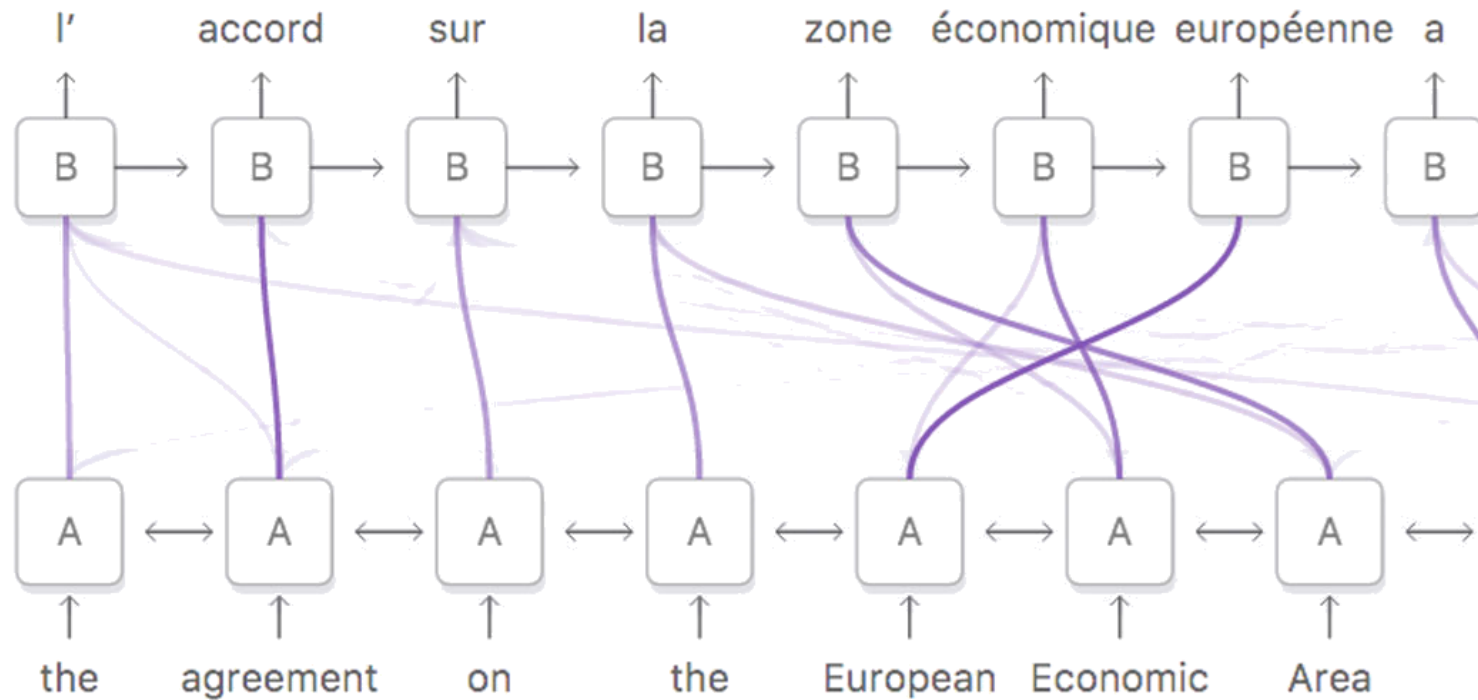 l’ accord sur la zone économique européenne a
B B B B B B B B
A A A A A A A
the agreement on the European Economic Area